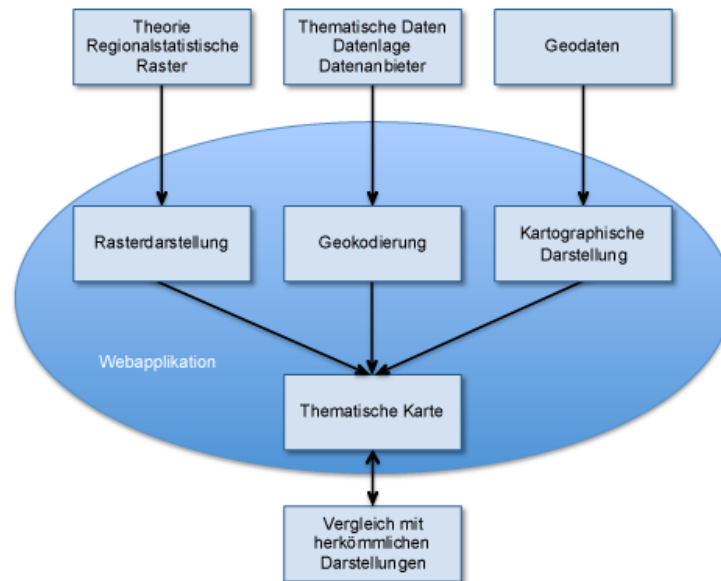 Theorie
Regionalstatistische
Raster
Thematische Daten
Datenlage
Datenanbieter
Geodaten
Rasterdarstellung
Geokodierung
Kartographische
Darstellung
Webapplikation
Thematische Karte
Vergleich mit
herkömmlichen
Darstellungen